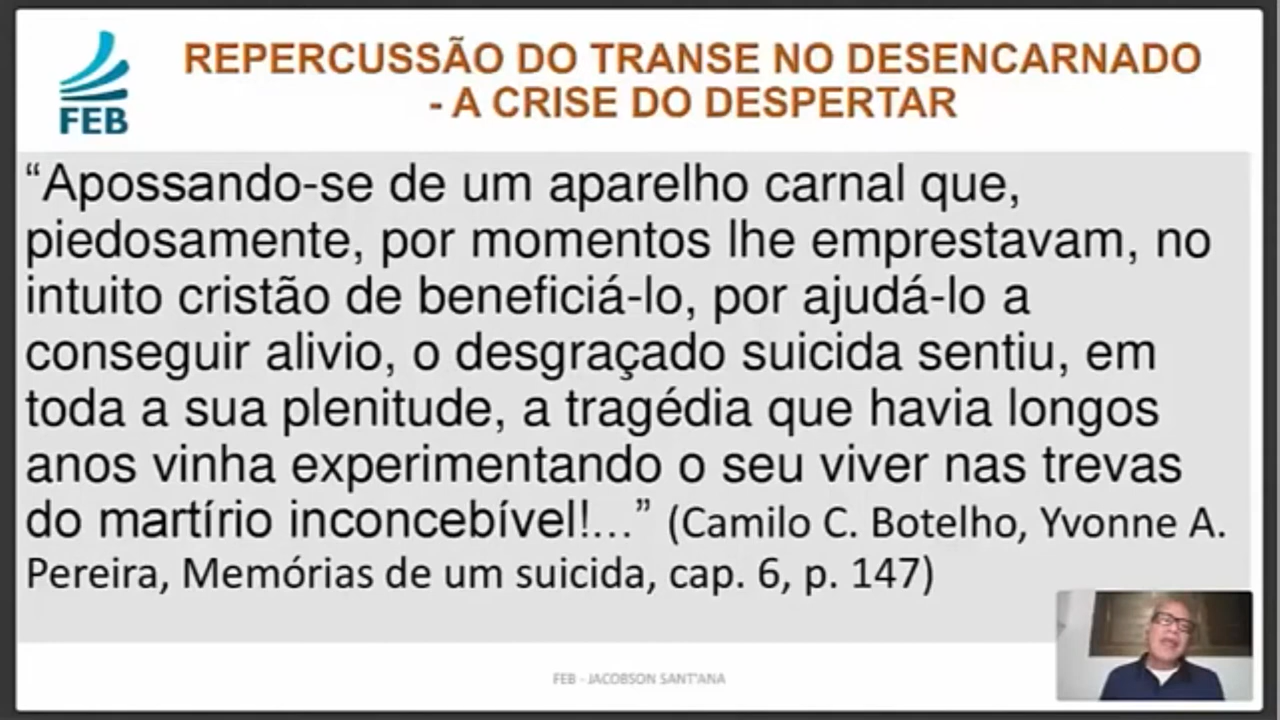 FEB
REPERCUSSÃO DO TRANSE NO DESENCARNADO
- A CRISE DO DESPERTAR
“Apossando-se de um aparelho carnal que,
piedosamente, por momentos lhe emprestavam, no
intuito cristão de beneficiá-lo, por ajudá-lo a
conseguir alivio, o desgraçado suicida sentiu, em
toda a sua plenitude, a tragédia que havia longos
anos vinha experimentando o seu viver nas trevas
do martírio inconcebível!...” (Camilo C. Botelho, Yvonne A.
Pereira, Memórias de um suicida, cap. 6, p. 147)
FEB - JACOBSON SANT'ANA